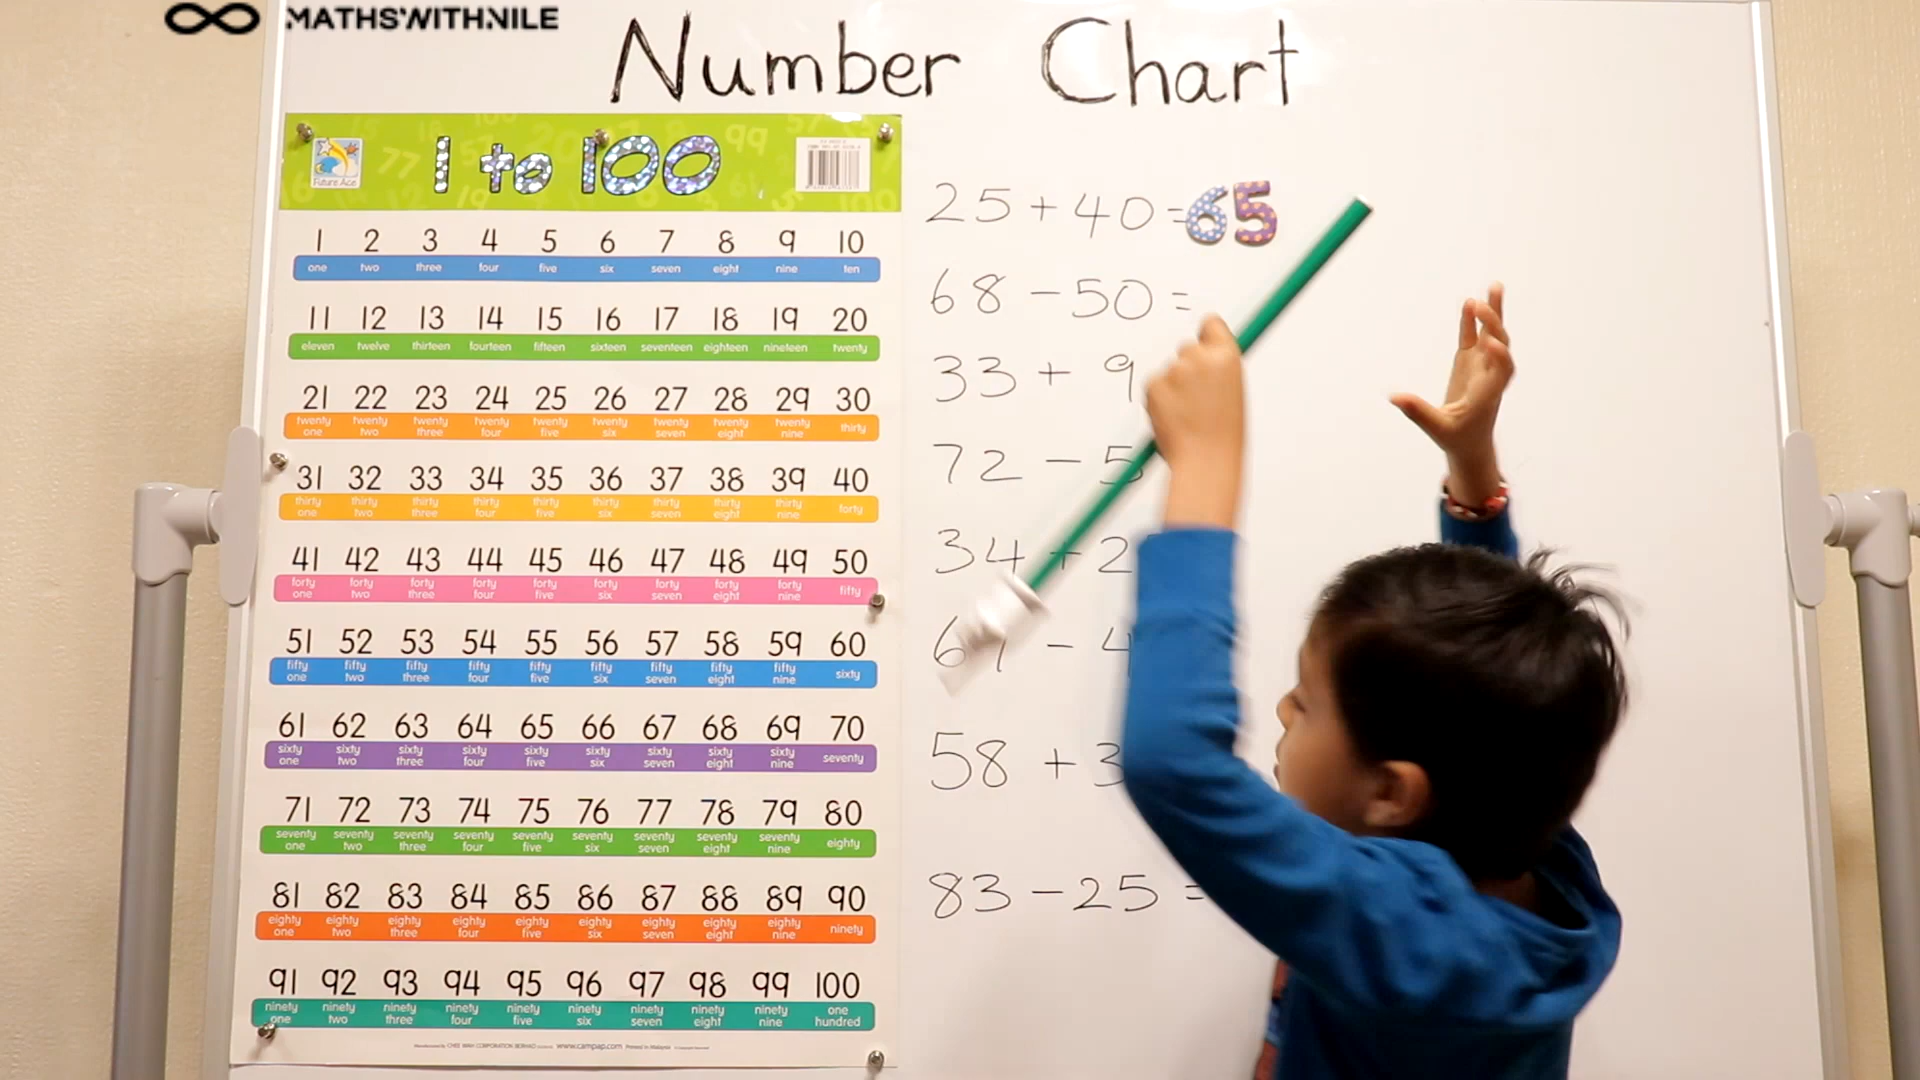 MATHSWITHNILE
Number Chart
Future Ace
1 to 100
25 + 40 = 65
68 - 50 =
33 + 9
72 - 5
34 + 2
6 - 4
58 + 3
83 - 25 =
1 2 3 4 5 6 7 8 9 10
one two three four five six seven eight nine ten
11 12 13 14 15 16 17 18 19 20
eleven twelve thirteen fourteen fifteen sixteen seventeen eighteen nineteen twenty
21 22 23 24 25 26 27 28 29 30
twenty one twenty two twenty three twenty four twenty five twenty six twenty seven twenty eight twenty nine thirty
31 32 33 34 35 36 37 38 39 40
thirty one thirty two thirty three thirty four thirty five thirty six thirty seven thirty eight thirty nine forty
41 42 43 44 45 46 47 48 49 50
forty one forty two forty three forty four forty five forty six forty seven forty eight forty nine fifty
51 52 53 54 55 56 57 58 59 60
fifty one fifty two fifty three fifty four fifty five fifty six fifty seven fifty eight fifty nine sixty
61 62 63 64 65 66 67 68 69 70
sixty one sixty two sixty three sixty four sixty five sixty six sixty seven sixty eight sixty nine seventy
71 72 73 74 75 76 77 78 79 80
seventy one seventy two seventy three seventy four seventy five seventy six seventy seven seventy eight seventy nine eighty
81 82 83 84 85 86 87 88 89 90
eighty one eighty two eighty three eighty four eighty five eighty six eighty seven eighty eight eighty nine ninety
91 92 93 94 95 96 97 98 99 100
ninety one ninety two ninety three ninety four ninety five ninety six ninety seven ninety eight ninety nine one hundred
CHEE WAH CORPORATION BERHAD www.campap.com Printed in Malaysia